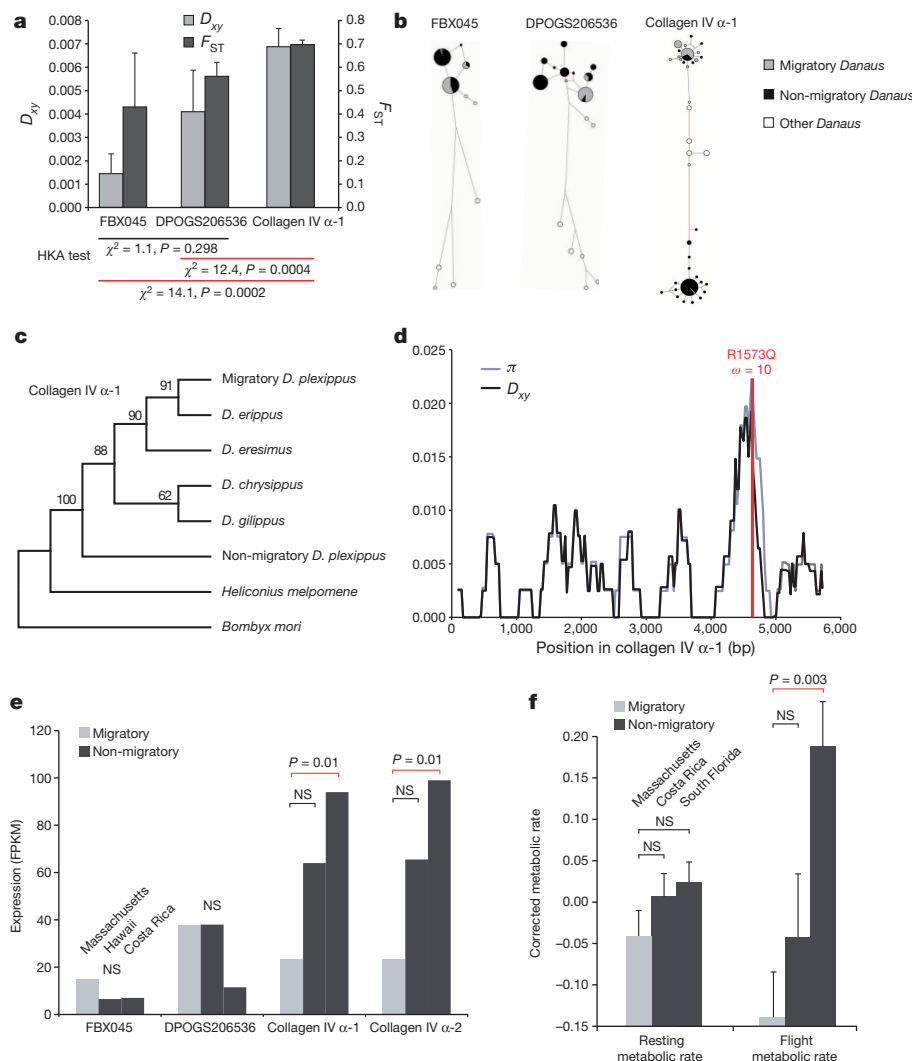 a
D_xy
F_ST
0.008
0.007
0.006
0.005
0.004
0.003
0.002
0.001
0.000
D_xy
0.8
0.7
0.6
0.5
0.4
0.3
0.2
0.1
0.0
F_ST
FBX045
DPOGS206536
Collagen IV α-1
HKA test
χ² = 1.1, P = 0.298
χ² = 12.4, P = 0.0004
χ² = 14.1, P = 0.0002
b
FBX045
DPOGS206536
Collagen IV α-1
Migratory Danaus
Non-migratory Danaus
Other Danaus
c
Collagen IV α-1
91
90
88
62
100
Migratory D. plexippus
D. erippus
D. eresimus
D. chrysippus
D. gilippus
Non-migratory D. plexippus
Heliconius melpomene
Bombyx mori
d
π
D_xy
R1573Q
ω = 10
0.025
0.020
0.015
0.010
0.005
0.000
0
1,000
2,000
3,000
4,000
5,000
6,000
Position in collagen IV α-1 (bp)
e
Migratory
Non-migratory
120
100
80
60
40
20
0
Expression (FPKM)
Massachusetts
Hawaii
Costa Rica
NS
NS
NS
P = 0.01
NS
P = 0.01
FBX045
DPOGS206536
Collagen IV α-1
Collagen IV α-2
f
Migratory
Non-migratory
0.20
0.15
0.10
0.05
0.00
−0.05
−0.10
−0.15
Corrected metabolic rate
Massachusetts
Costa Rica
South Florida
NS
NS
P = 0.003
NS
Resting
metabolic rate
Flight
metabolic rate